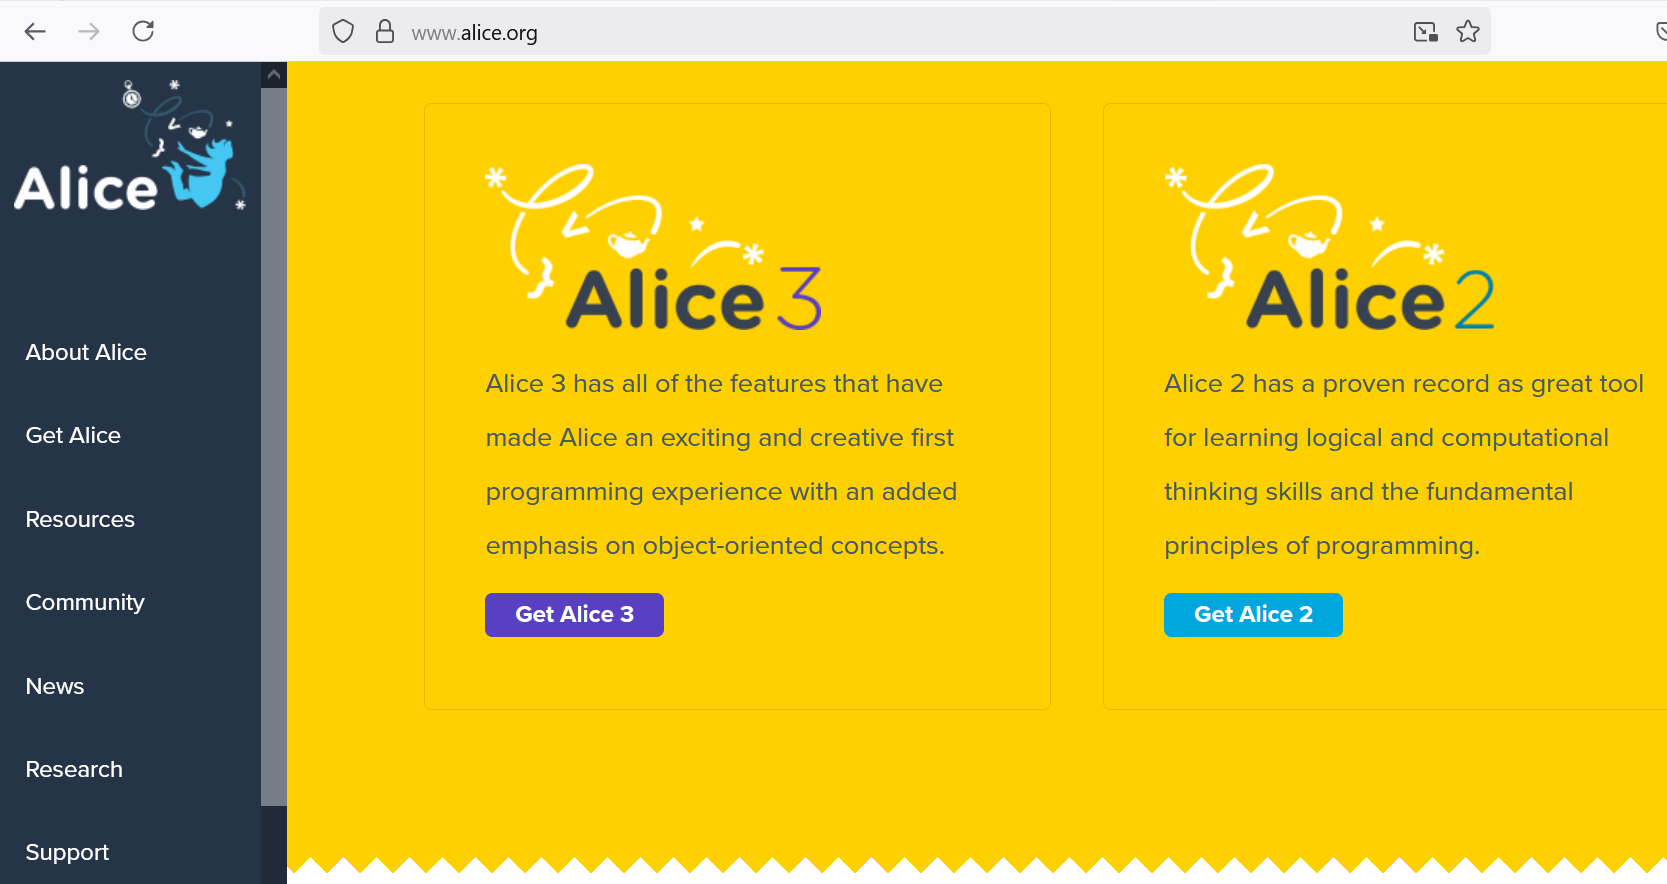 www.alice.org
Alice
About Alice
Get Alice
Resources
Community
News
Research
Support
Alice 3
Alice 3 has all of the features that have
made Alice an exciting and creative first
programming experience with an added
emphasis on object-oriented concepts.
Get Alice 3
Alice 2
Alice 2 has a proven record as great tool
for learning logical and computational
thinking skills and the fundamental
principles of programming.
Get Alice 2